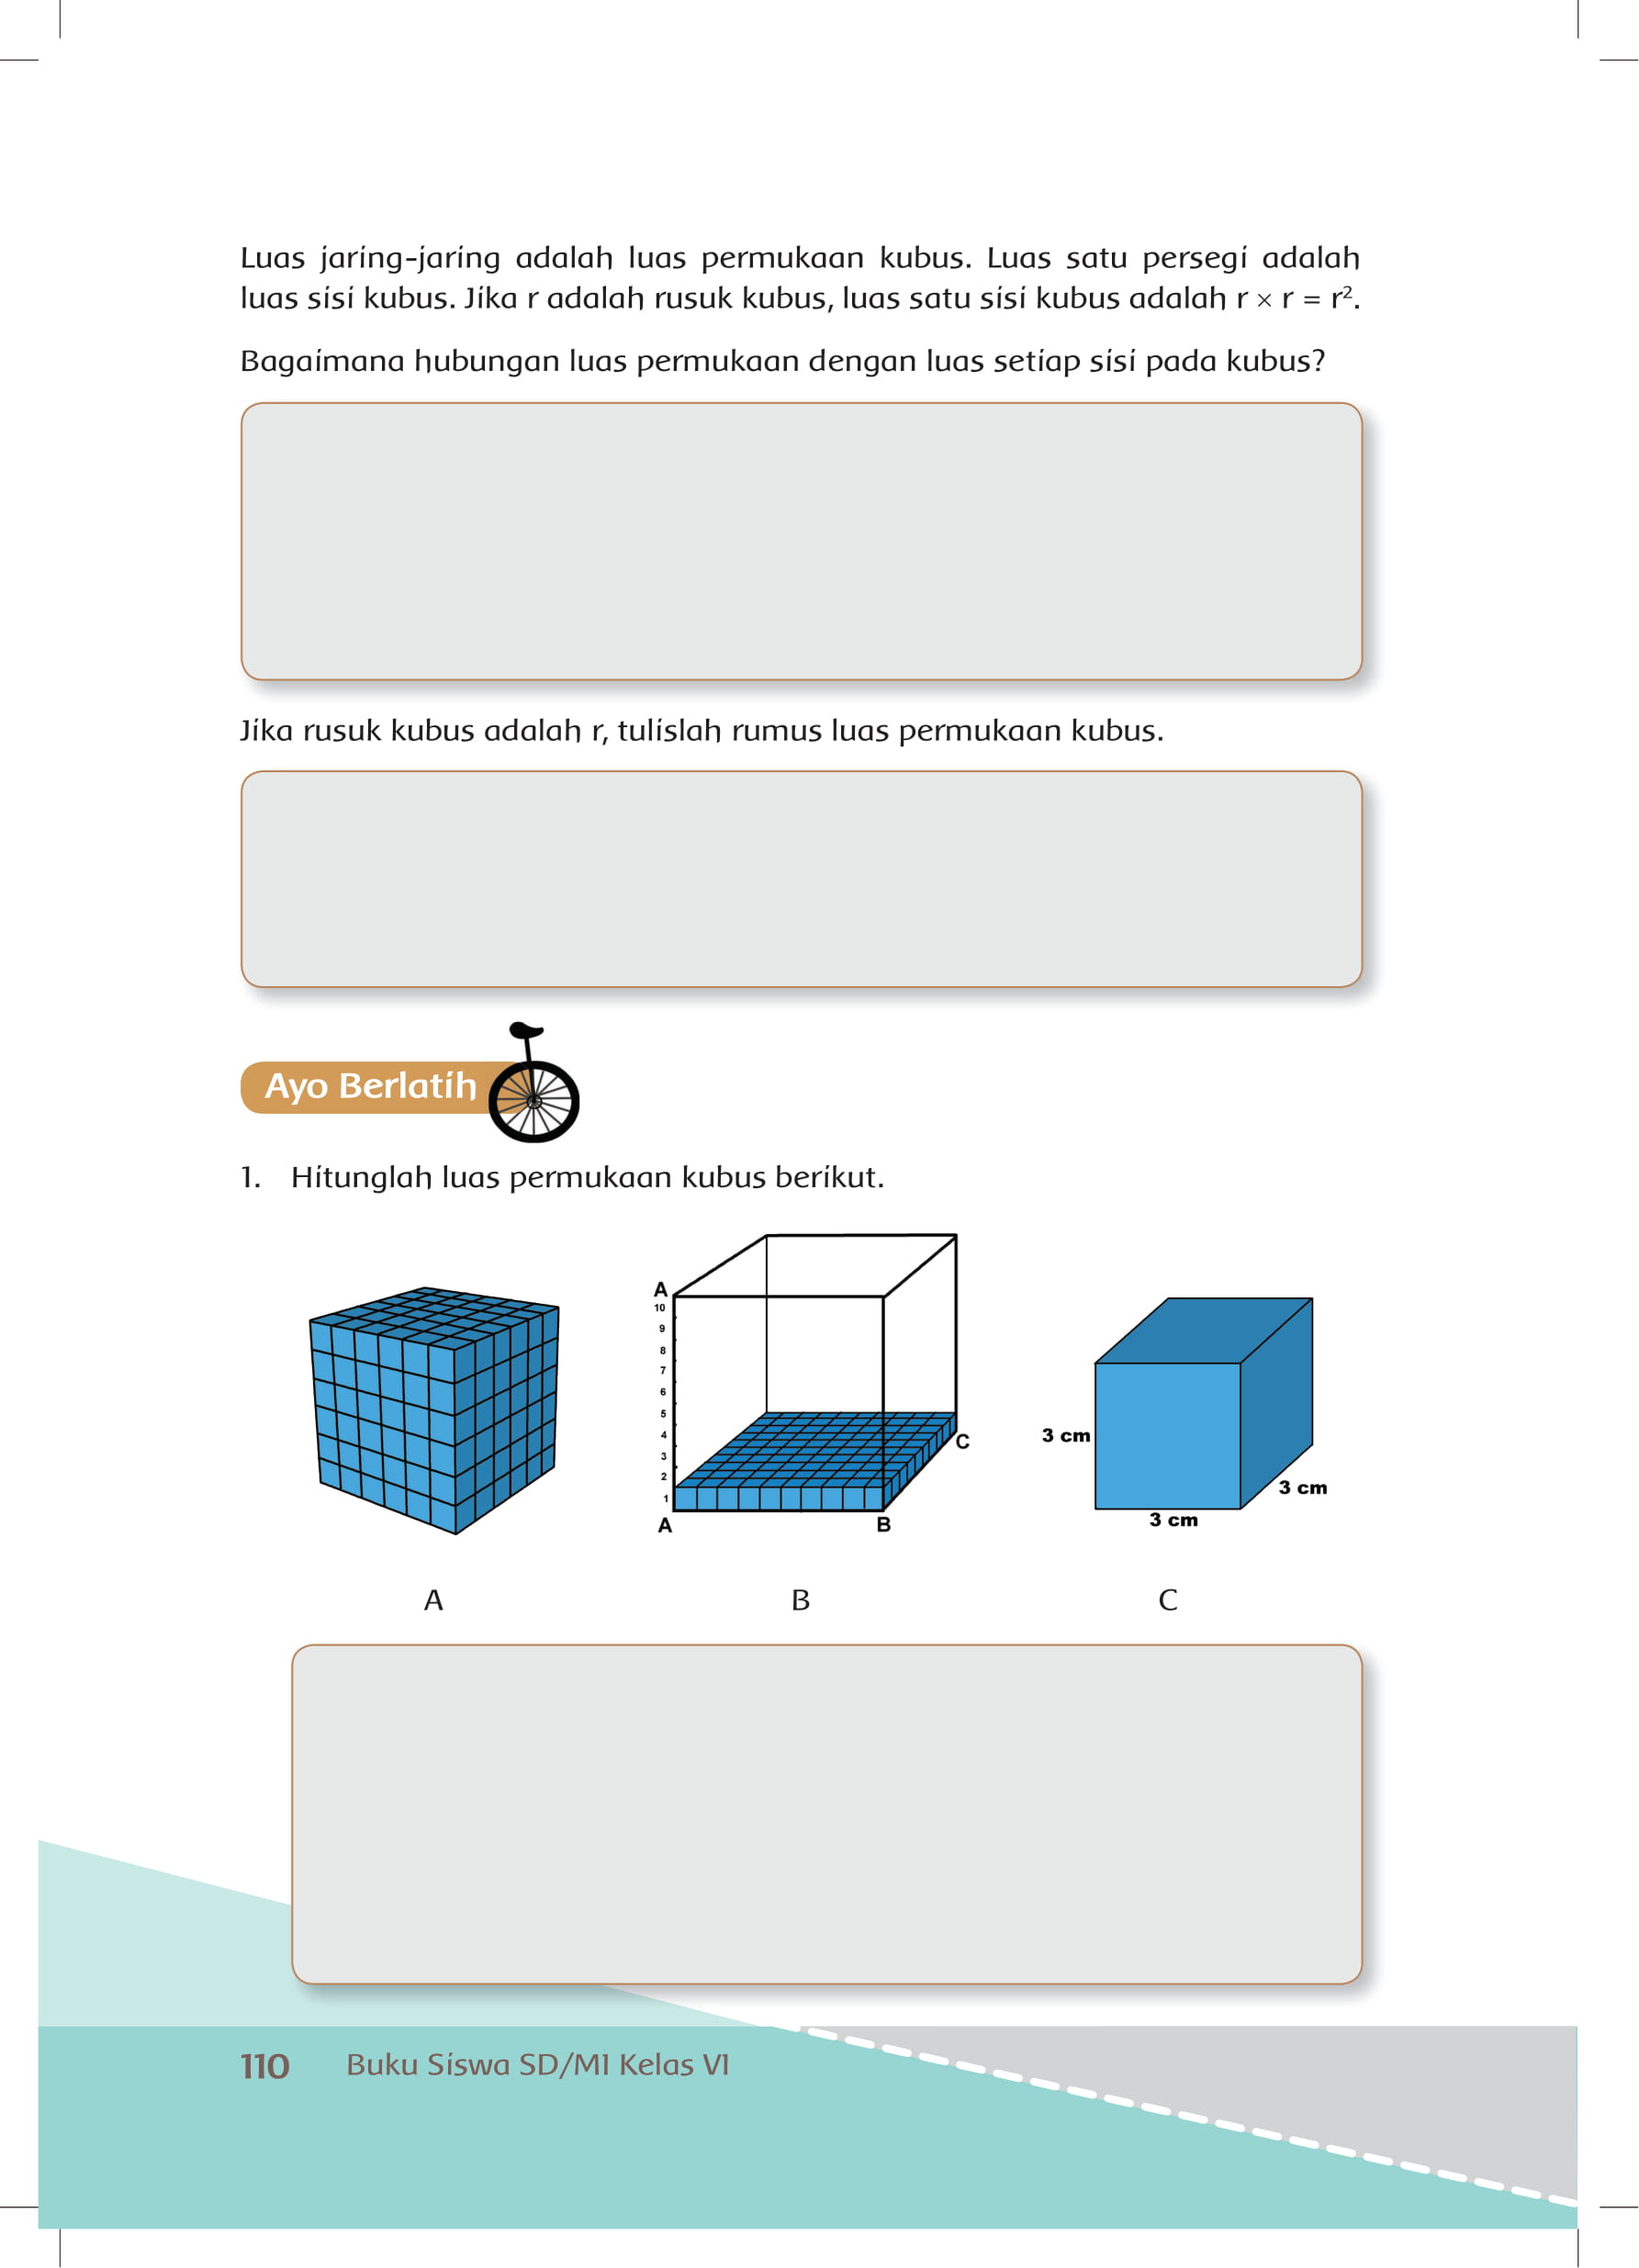 Luas jaring-jaring adalah luas permukaan kubus. Luas satu persegi adalah
luas sisi kubus. Jika r adalah rusuk kubus, luas satu sisi kubus adalah r × r = r².
Bagaimana hubungan luas permukaan dengan luas setiap sisi pada kubus?
Jika rusuk kubus adalah r, tulislah rumus luas permukaan kubus.
Ayo Berlatih
1. Hitunglah luas permukaan kubus berikut.
A
10
9
8
7
6
5
4
3
2
1
A
B
C
3 cm
3 cm
3 cm
A
B
C
110 Buku Siswa SD/MI Kelas VI